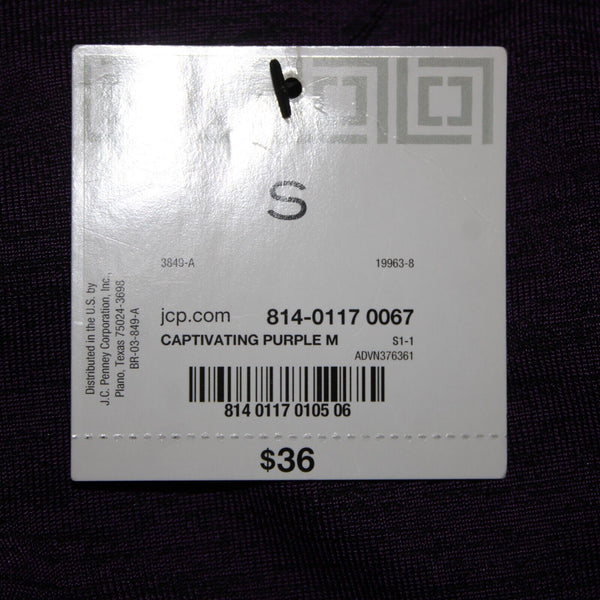 S
3849-A 19963-8
jcp.com 814-0117 0067
CAPTIVATING PURPLE M S1-1
ADVN376361
814 0117 0105 06
$36
Distributed in the U.S. by
J.C. Penney Corporation, Inc.,
Plano, Texas 75024-3698
BR-03-849-A